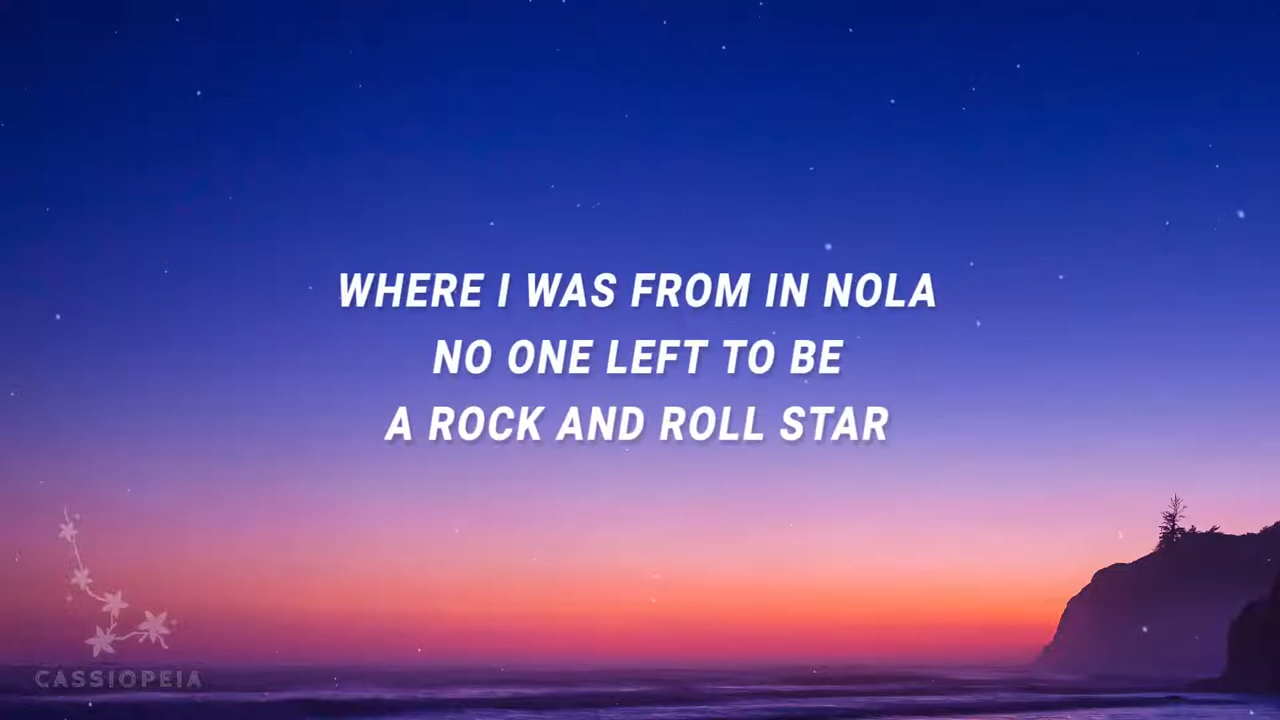 WHERE I WAS FROM IN NOLA
NO ONE LEFT TO BE
A ROCK AND ROLL STAR
CASSIOPEIA